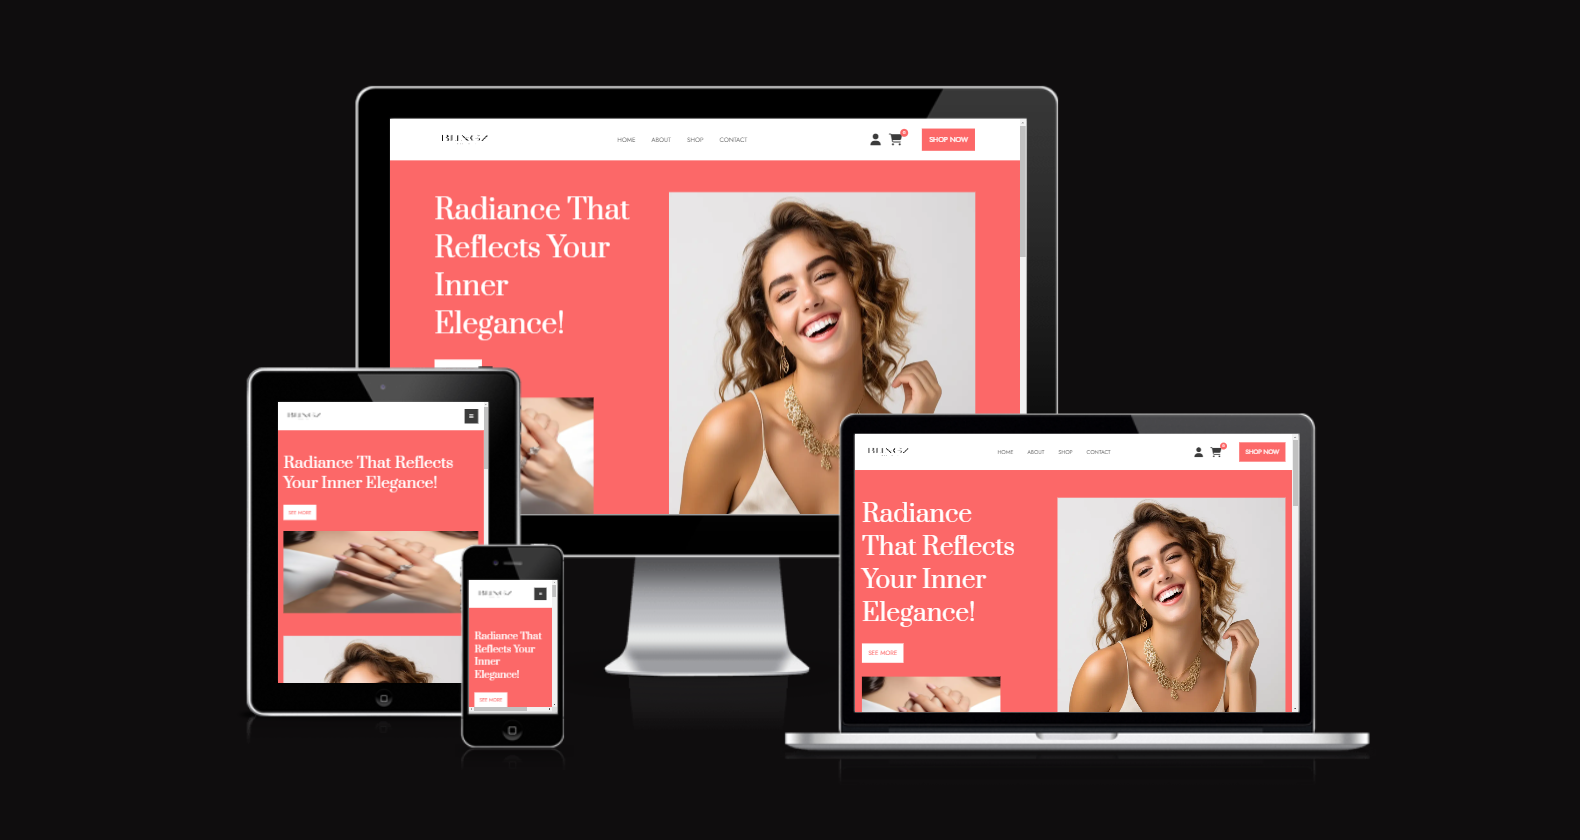 BLINGZ
HOME ABOUT SHOP CONTACT
0
SHOP NOW
Radiance That
Reflects Your
Inner
Elegance!
BLINGZ
Radiance That Reflects
Your Inner Elegance!
SEE MORE
BLINGZ
Radiance That
Reflects Your
Inner
Elegance!
SEE MORE
BLINGZ
HOME ABOUT SHOP CONTACT
0
SHOP NOW
Radiance
That Reflects
Your Inner
Elegance!
SEE MORE